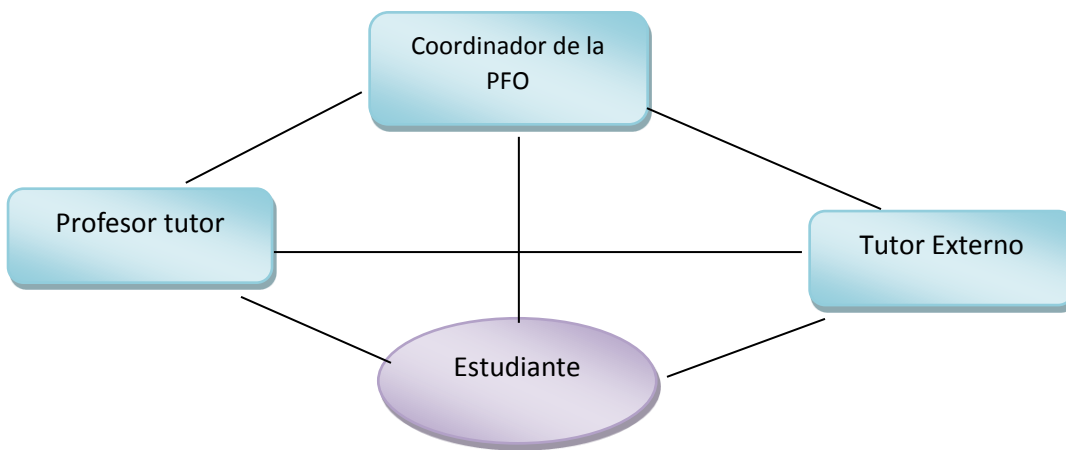 Coordinador de la
PFO
Profesor tutor
Tutor Externo
Estudiante